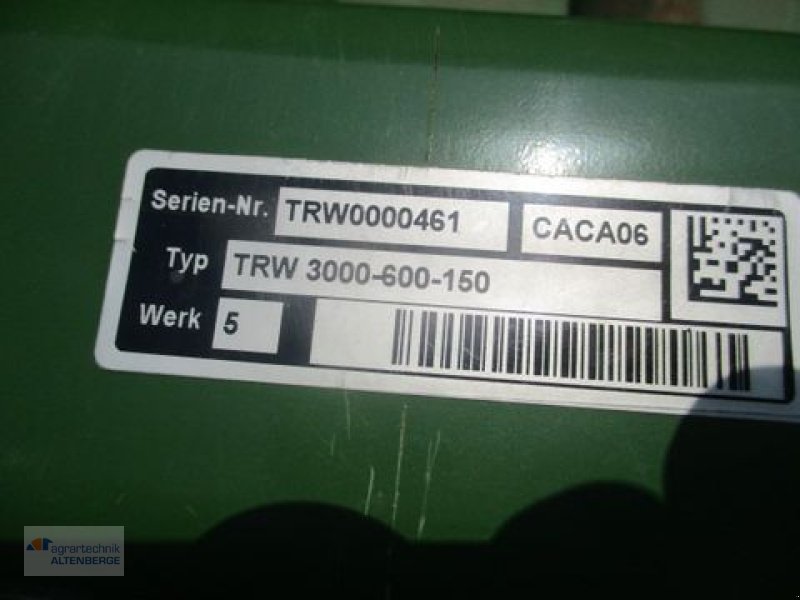 Serien-Nr. TRW0000461 CACA06
Typ TRW 3000-600-150
Werk 5
agrartechnik
ALTENBERGE